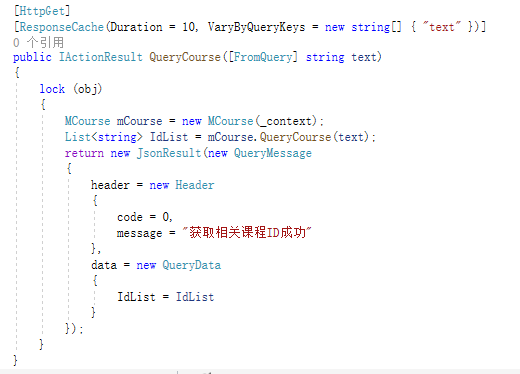 [HttpGet]
[ResponseCache(Duration = 10, VaryByQueryKeys = new string[] { "text" })]
0 个引用
public IActionResult QueryCourse([FromQuery] string text)
{
lock (obj)
{
MCourse mCourse = new MCourse(_context);
List<string> IdList = mCourse.QueryCourse(text);
return new JsonResult(new QueryMessage
{
header = new Header
{
code = 0,
message = "获取相关课程ID成功"
},
data = new QueryData
{
IdList = IdList
}
});
}
}